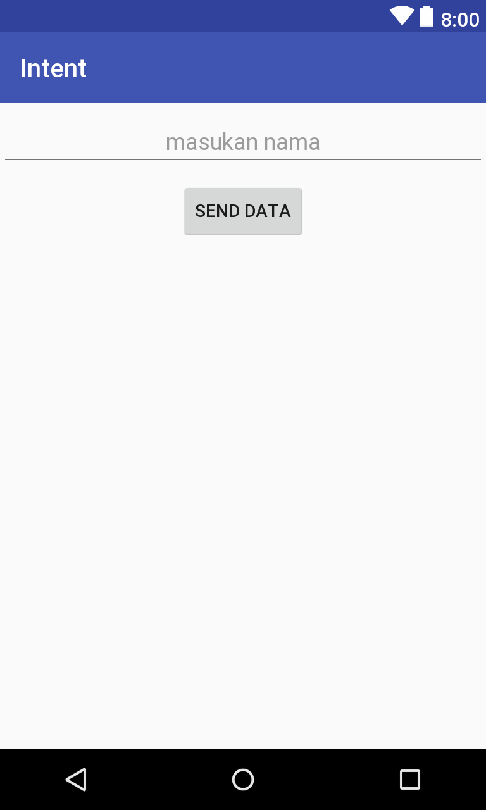 8:00
Intent
masukan nama
SEND DATA